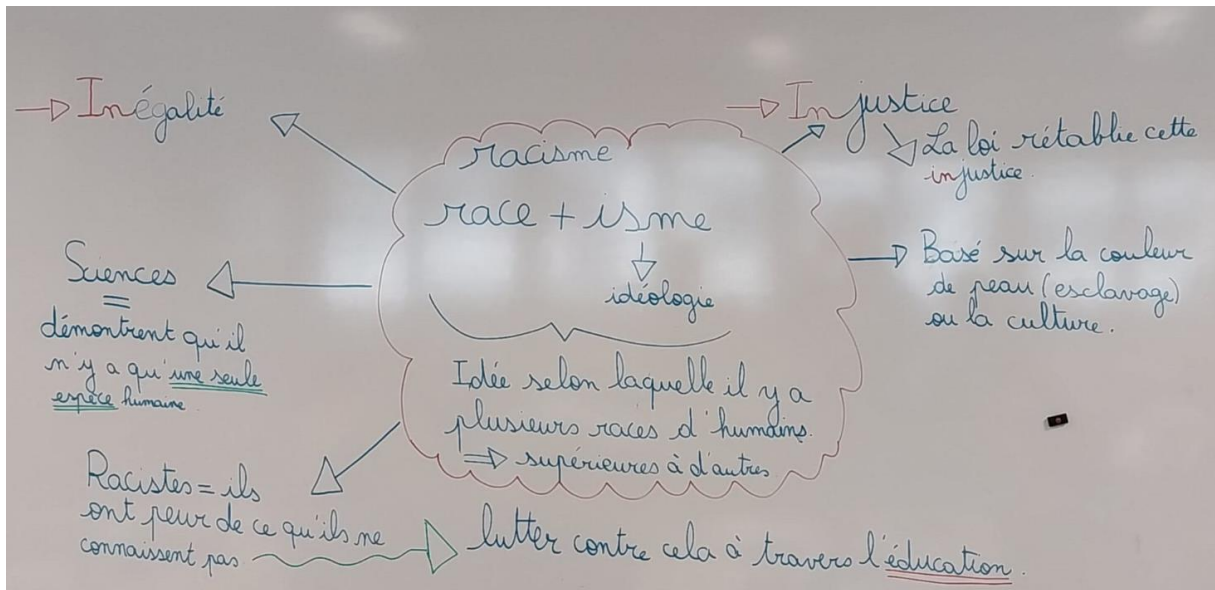 Inégalité
Injustice
La loi rétablie cette
injustice.
racisme
race + isme
idéologie
Idée selon laquelle il y a
plusieurs races d'humains.
⇒ supérieures à d'autres
Basé sur la couleur
de peau (esclavage)
ou la culture.
Sciences
=
démontrent qu'il
n'y a qu'une seule
espèce humaine.
Racistes = ils
ont peur de ce qu'ils ne
connaissent pas
lutter contre cela à travers l'éducation.